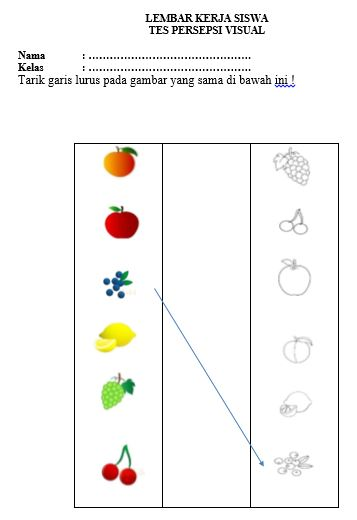 LEMBAR KERJA SISWA
TES PERSEPSI VISUAL
Nama : ................................................
Kelas : ................................................
Tarik garis lurus pada gambar yang sama di bawah ini !